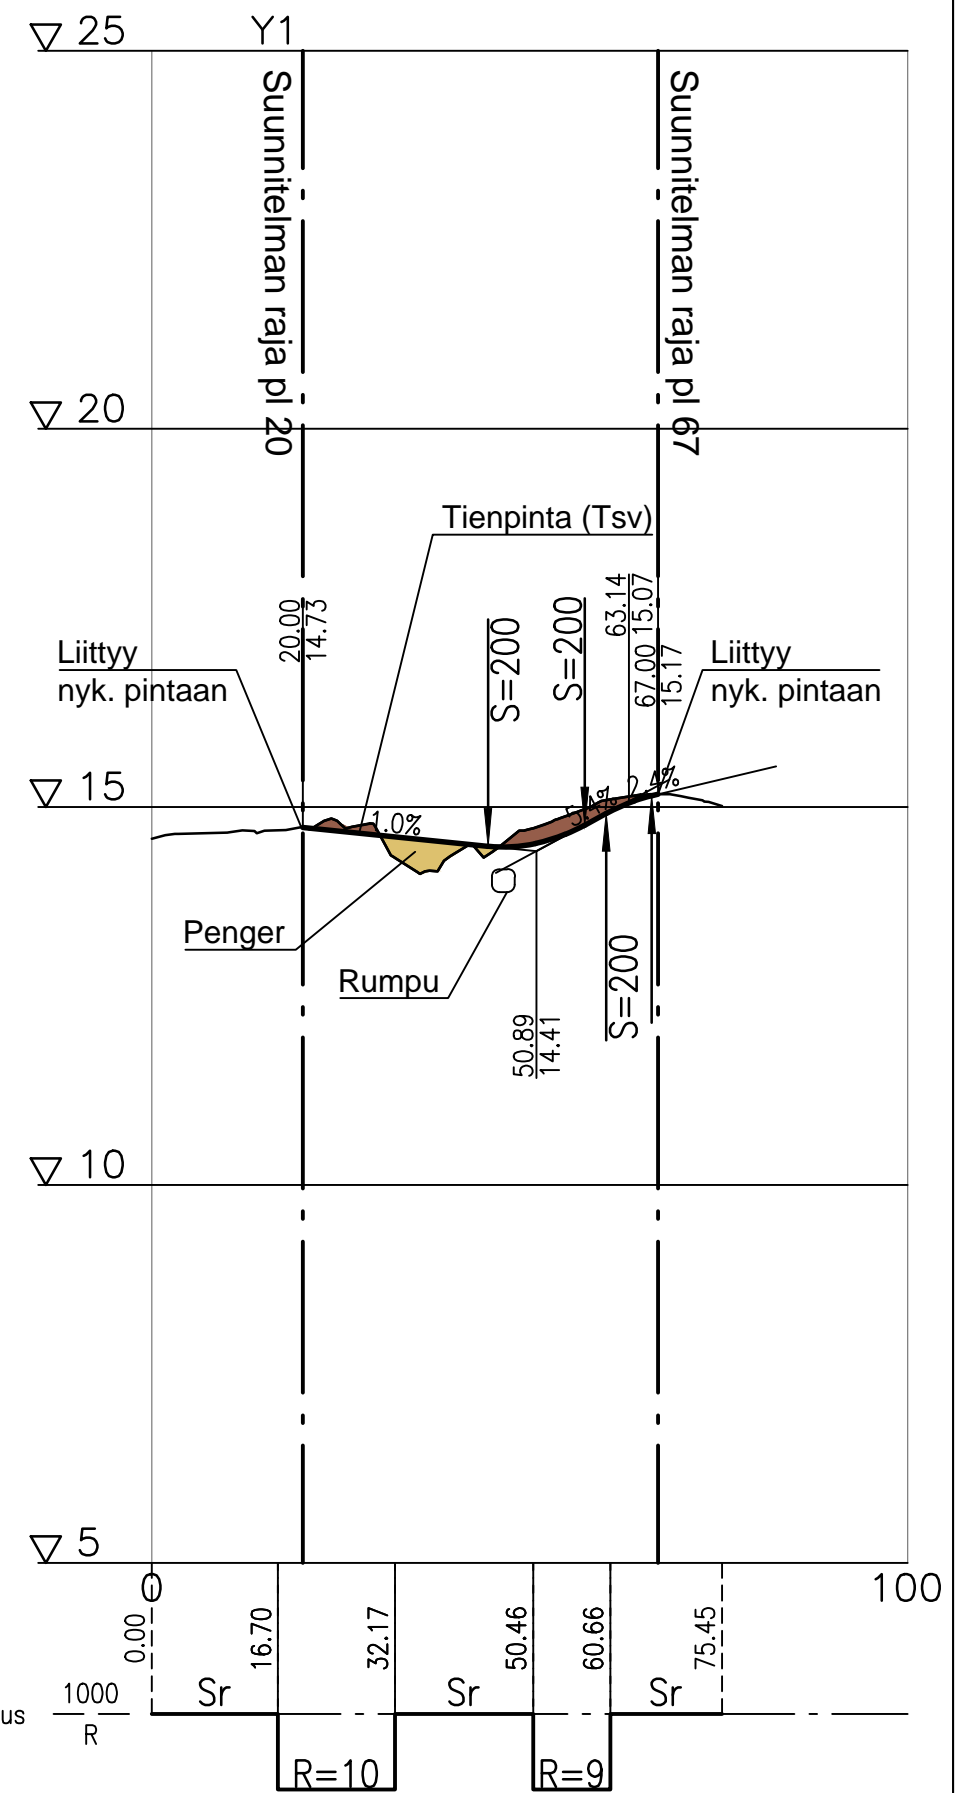 25
Y1
Suunnitelman raja pl 20
Suunnitelman raja pl 67
20
Tienpinta (Tsv)
20.00
14.73
S=200
S=200
63.14
15.07
67.00
15.17
Liittyy
nyk. pintaan
Liittyy
nyk. pintaan
15
1.0%
5.4%
2.4%
Penger
Rumpu
S=200
50.89
14.41
10
5
0
100
0.00
16.70
32.17
50.46
60.66
75.45
us
1000
R
Sr
Sr
Sr
R=10
R=9